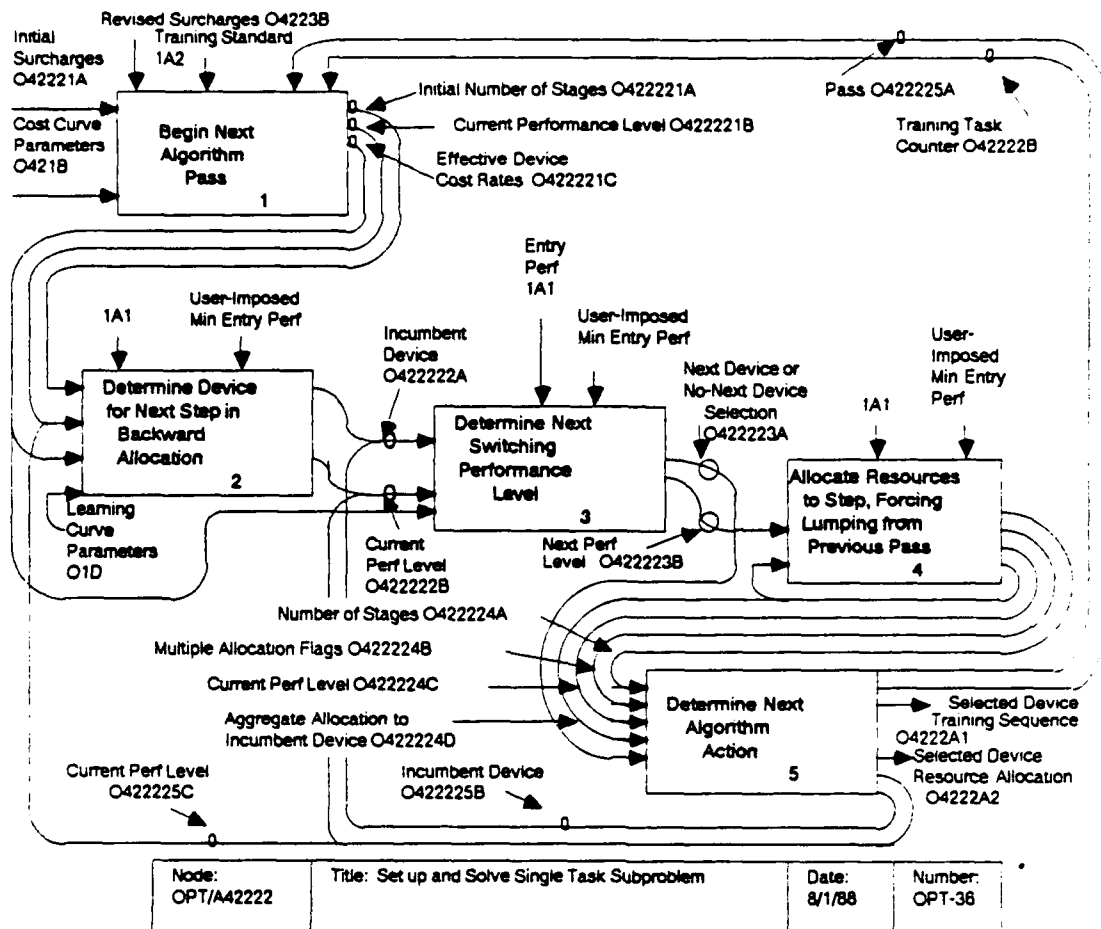 Revised Surcharges O4223B
Initial
Surcharges
O42221A
Training Standard
1A2
Cost Curve
Parameters
O421B
Begin Next
Algorithm
Pass
1
Initial Number of Stages O422221A
Current Performance Level O422221B
Effective Device
Cost Rates O422221C
Pass O422225A
Training Task
Counter O42222B
1A1
User-Imposed
Min Entry Perf
Determine Device
for Next Step in
Backward
Allocation
2
Learning
Curve
Parameters
O1D
Incumbent
Device
O422222A
Current
Perf Level
O422222B
Entry
Perf
1A1
User-Imposed
Min Entry Perf
Determine Next
Switching
Performance
Level
3
Next Device or
No-Next Device
Selection
O422223A
Next Perf
Level O422223B
1A1
User-
Imposed
Min Entry
Perf
Allocate Resources
to Step, Forcing
Lumping from
Previous Pass
4
Number of Stages O422224A
Multiple Allocation Flags O422224B
Current Perf Level O422224C
Aggregate Allocation to
Incumbent Device O422224D
Determine Next
Algorithm
Action
5
Selected Device
Training Sequence
O4222A1
Selected Device
Resource Allocation
O4222A2
Current Perf Level
O422225C
Incumbent Device
O422225B
Node:
OPT/A42222
Title: Set up and Solve Single Task Subproblem
Date:
8/1/88
Number:
OPT-36